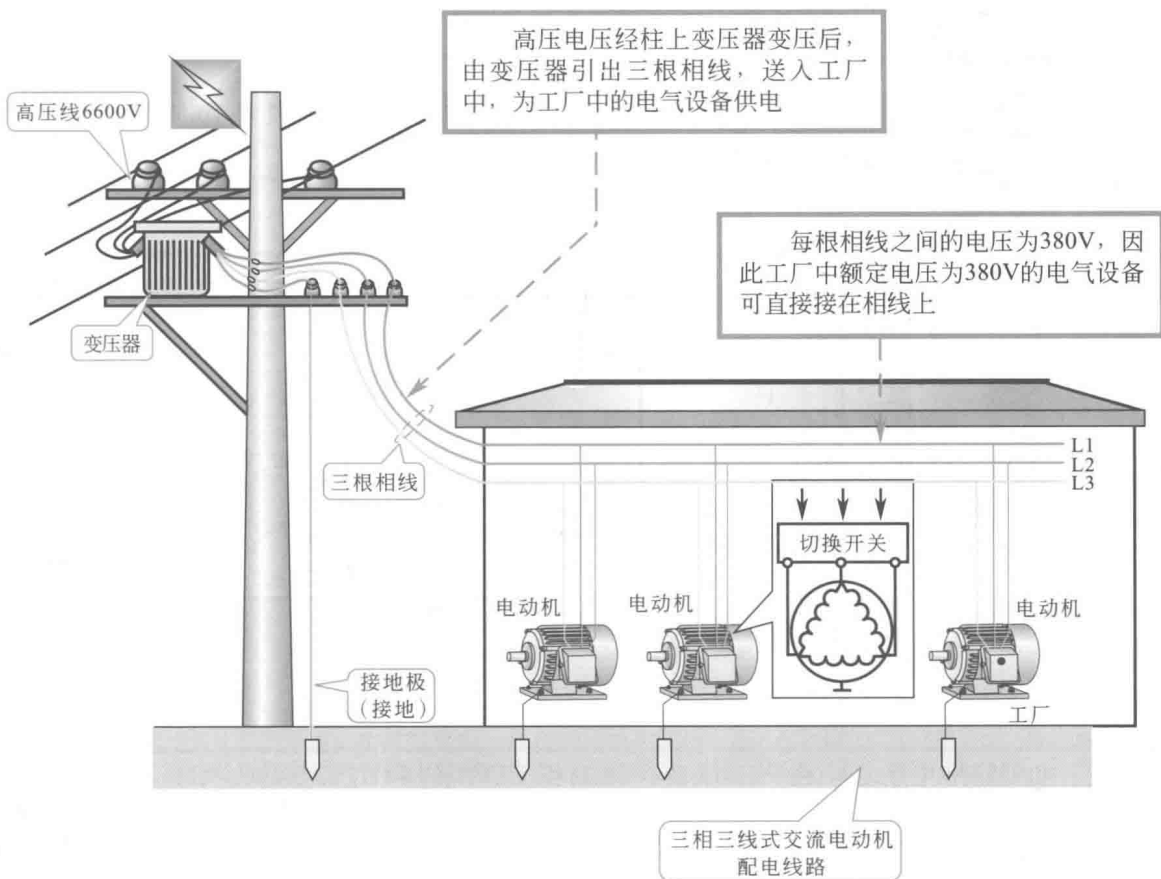 高压电压经柱上变压器变压后，
由变压器引出三根相线，送入工厂
中，为工厂中的电气设备供电
高压线6600V
每根相线之间的电压为380V，因
此工厂中额定电压为380V的电气设备
可直接接在相线上
变压器
三根相线
L1
L2
L3
切换开关
电动机
电动机
电动机
接地极
（接地）
工厂
三相三线式交流电动机
配电线路